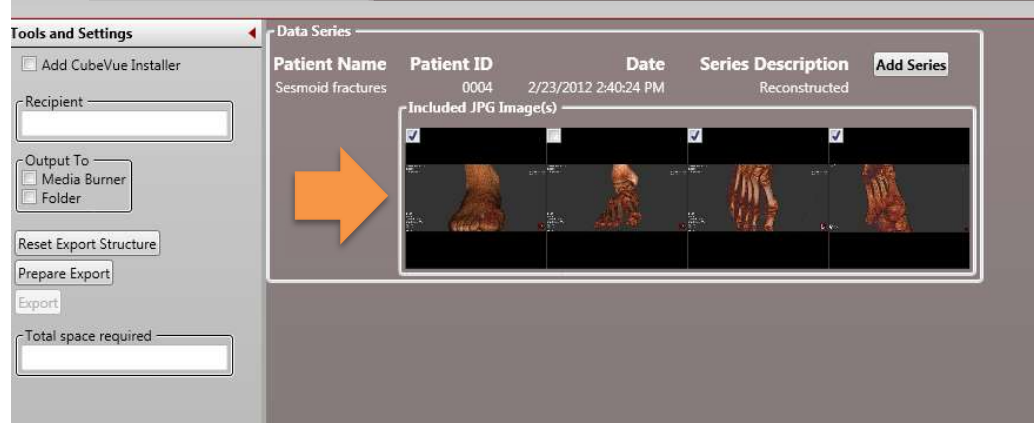 Tools and Settings
Add CubeVue Installer
Recipient
Output To
Media Burner
Folder
Reset Export Structure
Prepare Export
Export
Total space required
Data Series
Patient Name Patient ID Date Series Description Add Series
Sesmoid fractures 0004 2/23/2012 2:40:24 PM Reconstructed
Included JPG Image(s)